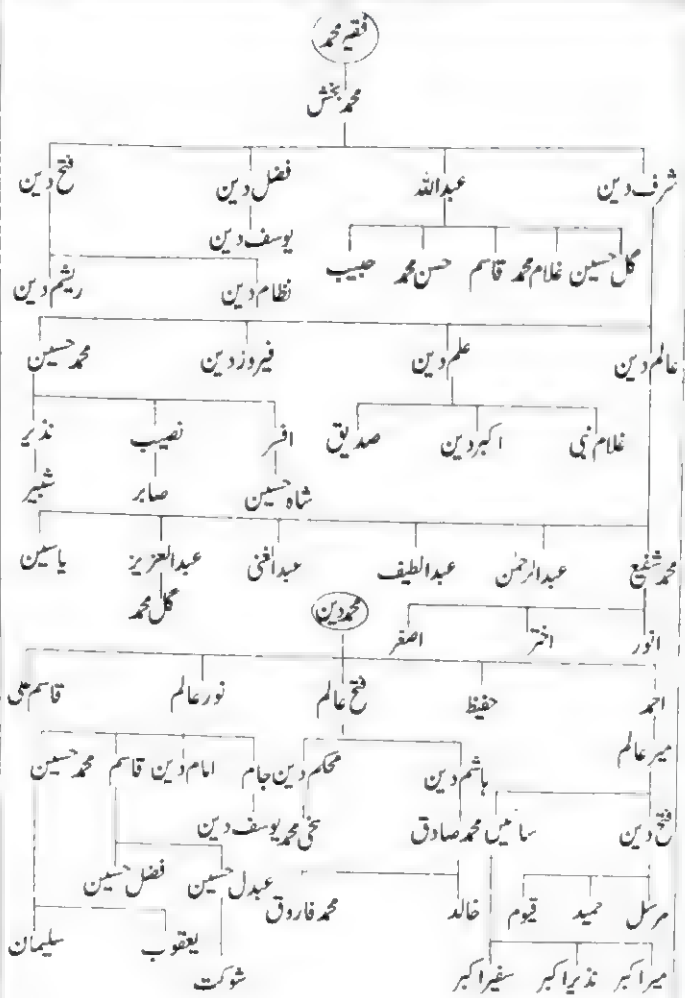 فقیر محمد
محمد بخش
شرف دین عبداللہ فضل دین فتح دین
یوسف دین
گل حسین غلام محمد قاسم حسن محمد حبیب
نظام دین ریشم دین
عالم دین علم دین فیروز دین محمد حسین
غلام نبی اکبر دین صدیق افسر نصیب نذیر
شاہ حسین صابر شبیر
محمد شفیع عبدالرحمٰن عبدالطیف عبدالغنی عبدالعزیز یاسین
گل محمد
محمد دین
انور اختر اصغر
احمد حفیظ فتح عالم نور عالم قاسم علی
میر عالم
ہاشم دین محکم دین جام امام دین قاسم محمد حسین
فتح دین سائیں محمد صادق سخی محمد یوسف دین
فضل حسین عبدل حسین
مرسل حمید قیوم خالد محمد فاروق
یعقوب سلیمان
میر اکبر نذیر اکبر سفیر اکبر شوکت